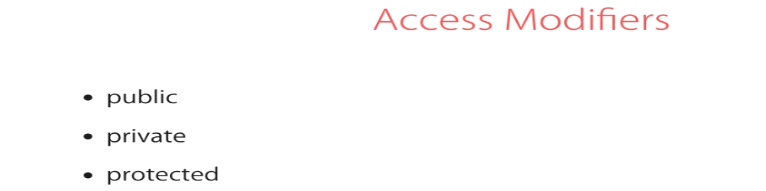 Access Modifiers
• public
• private
• protected